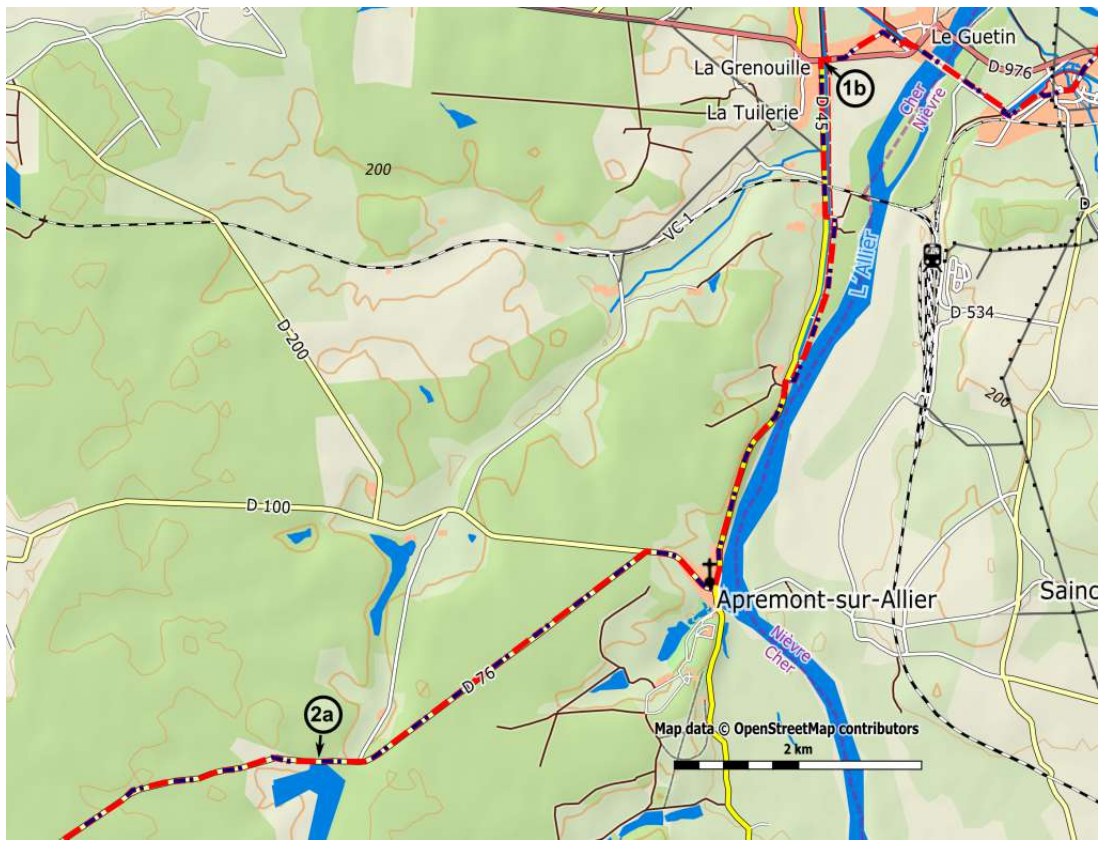 Le Guetin
La Grenouille
D 976
1b
La Tuilerie
D 45
Cher
Nièvre
200
D
VC 1
L'Allier
D 534
D 200
200
D 100
Apremont-sur-Allier
Sainc
Nièvre
Cher
D 76
2a
Map data © OpenStreetMap contributors
2 km